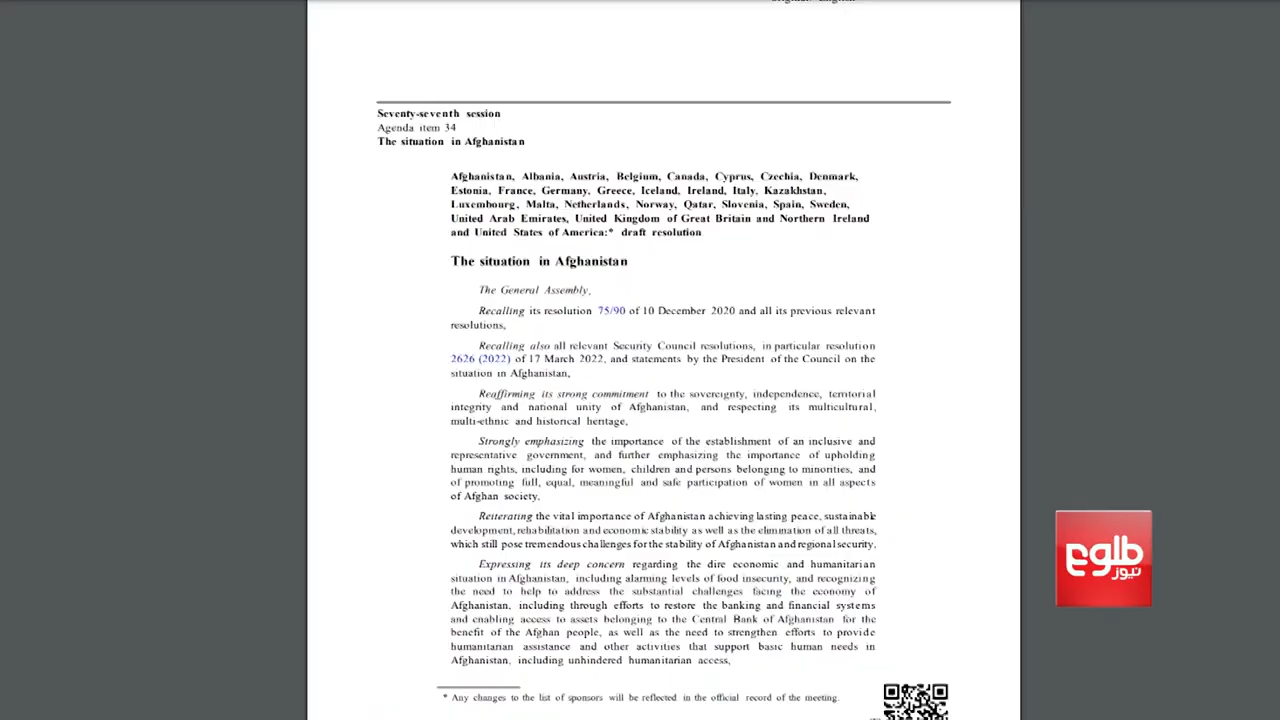 Seventy-seventh session
Agenda item 34
The situation in Afghanistan
Afghanistan, Albania, Austria, Belgium, Canada, Cyprus, Czechia, Denmark,
Estonia, France, Germany, Greece, Iceland, Ireland, Italy, Kazakhstan,
Luxembourg, Malta, Netherlands, Norway, Qatar, Slovenia, Spain, Sweden,
United Arab Emirates, United Kingdom of Great Britain and Northern Ireland
and United States of America:* draft resolution
The situation in Afghanistan
The General Assembly,
Recalling its resolution 75/90 of 10 December 2020 and all its previous relevant
resolutions,
Recalling also all relevant Security Council resolutions, in particular resolution
2626 (2022) of 17 March 2022, and statements by the President of the Council on the
situation in Afghanistan,
Reaffirming its strong commitment to the sovereignty, independence, territorial
integrity and national unity of Afghanistan, and respecting its multicultural,
multi-ethnic and historical heritage,
Strongly emphasizing the importance of the establishment of an inclusive and
representative government, and further emphasizing the importance of upholding
human rights, including for women, children and persons belonging to minorities, and
of promoting full, equal, meaningful and safe participation of women in all aspects
of Afghan society,
Reiterating the vital importance of Afghanistan achieving lasting peace, sustainable
development, rehabilitation and economic stability as well as the elimination of all threats,
which still pose tremendous challenges for the stability of Afghanistan and regional security,
Expressing its deep concern regarding the dire economic and humanitarian
situation in Afghanistan, including alarming levels of food insecurity, and recognizing
the need to help to address the substantial challenges facing the economy of
Afghanistan, including through efforts to restore the banking and financial systems
and enabling access to assets belonging to the Central Bank of Afghanistan for the
benefit of the Afghan people, as well as the need to strengthen efforts to provide
humanitarian assistance and other activities that support basic human needs in
Afghanistan, including unhindered humanitarian access,
* Any changes to the list of sponsors will be reflected in the official record of the meeting.
طلوع
نیوز